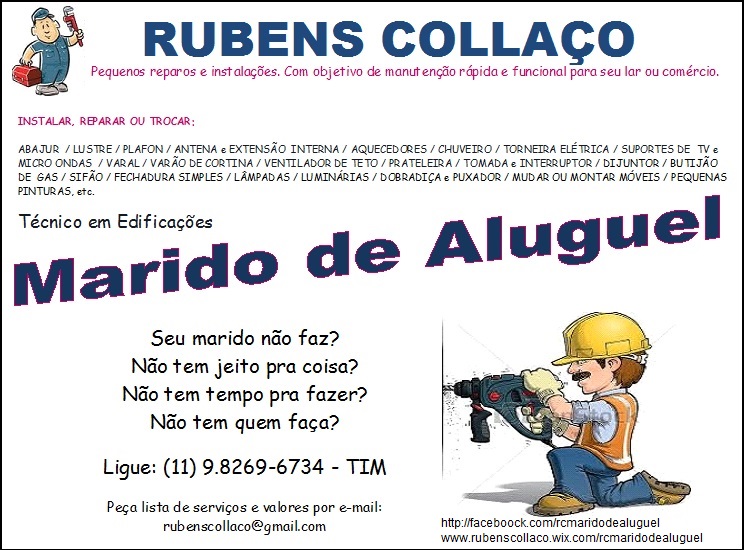 RUBENS COLLAÇO
Pequenos reparos e instalações. Com objetivo de manutenção rápida e funcional para seu lar ou comércio.
INSTALAR, REPARAR OU TROCAR:
ABAJUR / LUSTRE / PLAFON / ANTENA e EXTENSÃO INTERNA / AQUECEDORES / CHUVEIRO / TORNEIRA ELÉTRICA / SUPORTES DE TV e
MICRO ONDAS / VARAL / VARÃO DE CORTINA / VENTILADOR DE TETO / PRATELEIRA / TOMADA e INTERRUPTOR / DIJUNTOR / BUTIJÃO
DE GAS / SIFÃO / FECHADURA SIMPLES / LÂMPADAS / LUMINÁRIAS / DOBRADIÇA e PUXADOR / MUDAR OU MONTAR MÓVEIS / PEQUENAS
PINTURAS, etc.
Técnico em Edificações
Marido de Aluguel
Seu marido não faz?
Não tem jeito pra coisa?
Não tem tempo pra fazer?
Não tem quem faça?
Ligue: (11) 9.8269-6734 - TIM
Peça lista de serviços e valores por e-mail:
rubenscollaco@gmail.com
http://faceboock.com/rcmaridodealuguel
www.rubenscollaco.wix.com/rcmaridodealuguel